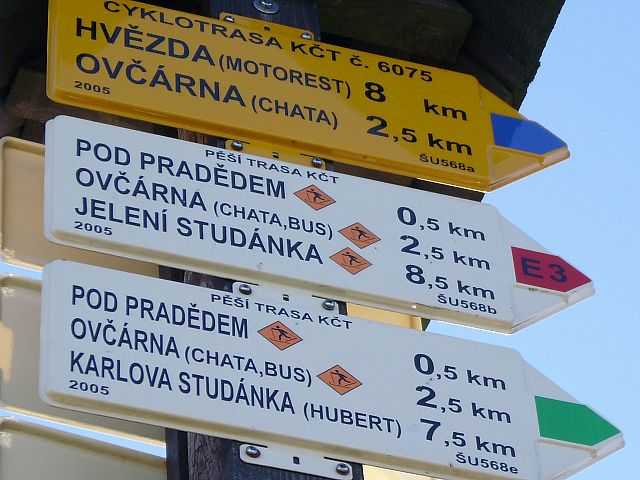 CYKLOTRASA KČT č. 6075
HVĚZDA (MOTOREST) 8 km
OVČÁRNA (CHATA) 2,5 km
2005 ŠU568a
PĚŠÍ TRASA KČT
POD PRADĚDEM 0,5 km
OVČÁRNA (CHATA,BUS) 2,5 km
JELENÍ STUDÁNKA 8,5 km
2005 ŠU568b
E3
PĚŠÍ TRASA KČT
POD PRADĚDEM 0,5 km
OVČÁRNA (CHATA,BUS) 2,5 km
KARLOVA STUDÁNKA (HUBERT) 7,5 km
2005 ŠU568e